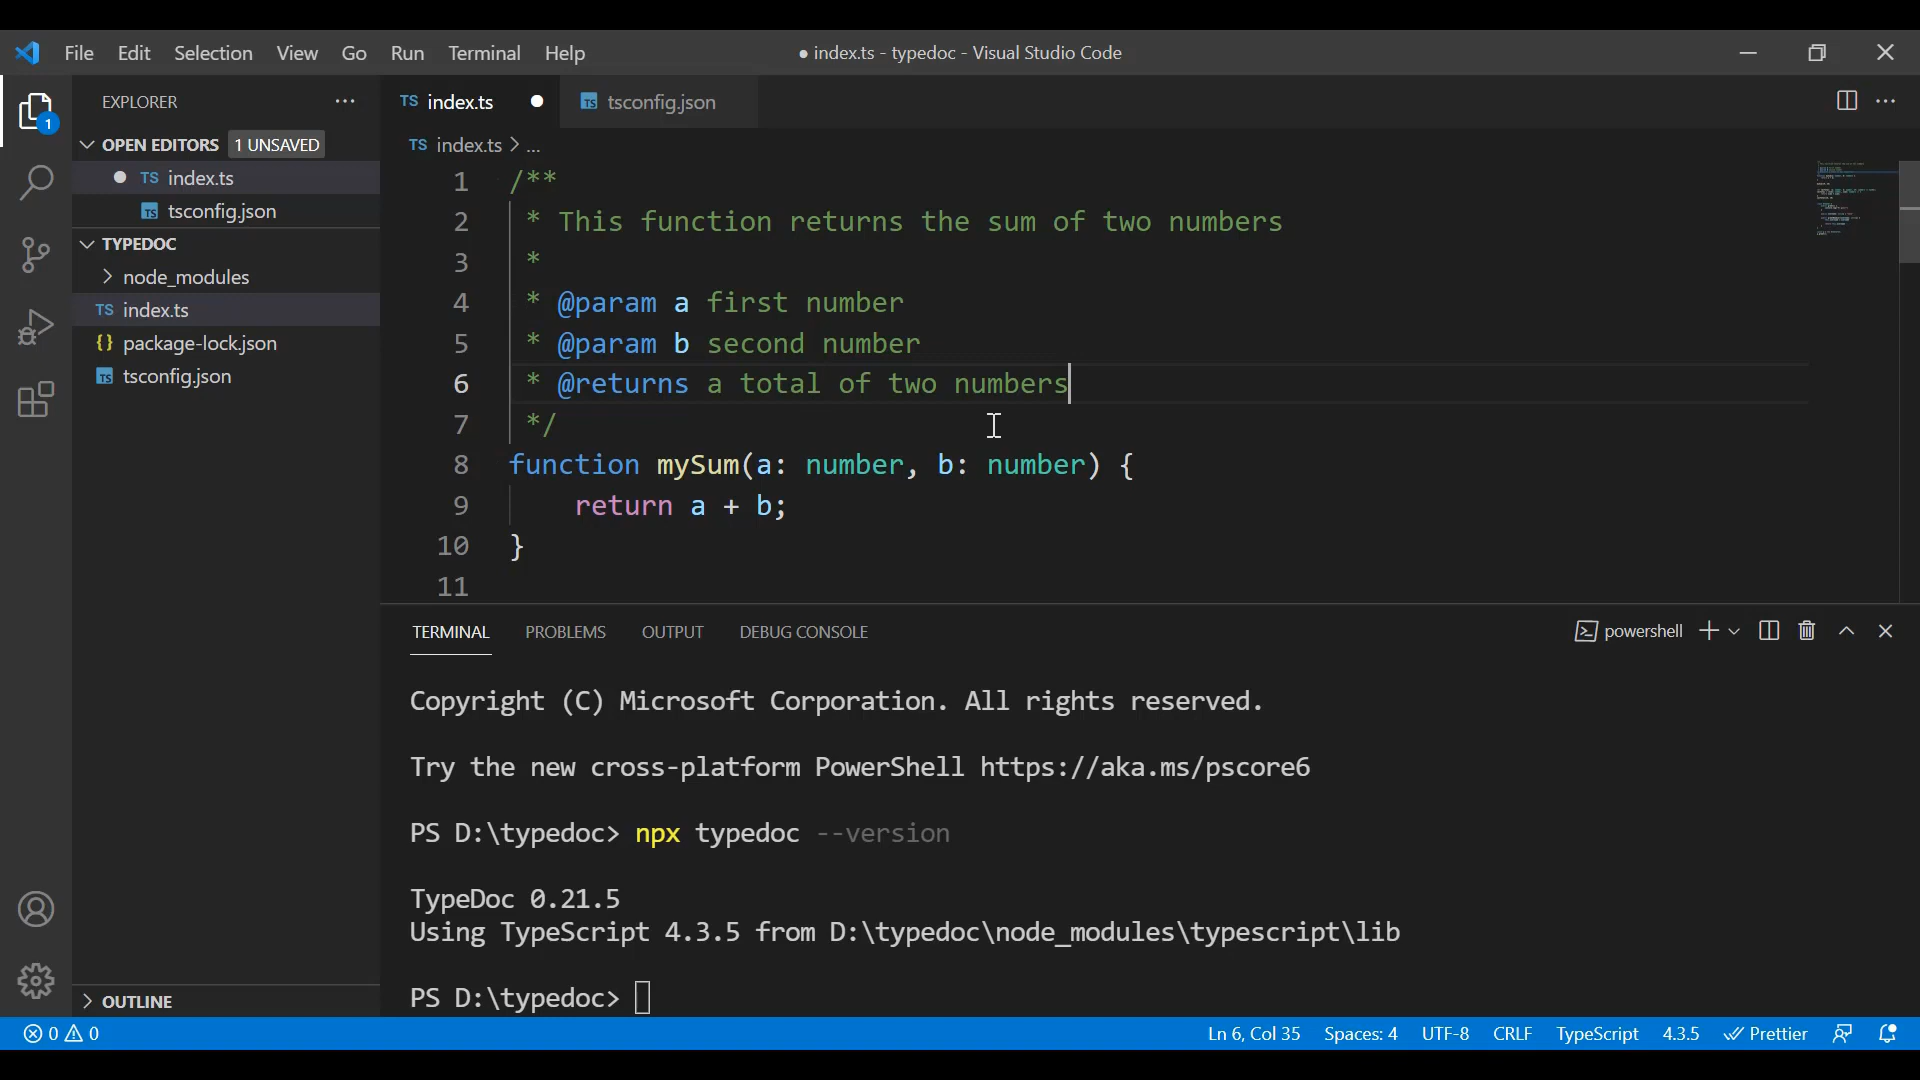 File Edit Selection View Go Run Terminal Help
● index.ts - typedoc - Visual Studio Code
EXPLORER
TS index.ts
TS tsconfig.json
OPEN EDITORS 1 UNSAVED
TS index.ts > ...
TS index.ts
TS tsconfig.json
TYPEDOC
node_modules
TS index.ts
{} package-lock.json
TS tsconfig.json
OUTLINE
1
1 /**
2 * This function returns the sum of two numbers
3 *
4 * @param a first number
5 * @param b second number
6 * @returns a total of two numbers
7 */
8 function mySum(a: number, b: number) {
9 return a + b;
10 }
11
TERMINAL PROBLEMS OUTPUT DEBUG CONSOLE
powershell
Copyright (C) Microsoft Corporation. All rights reserved.
Try the new cross-platform PowerShell https://aka.ms/pscore6
PS D:\typedoc> npx typedoc --version
TypeDoc 0.21.5
Using TypeScript 4.3.5 from D:\typedoc\node_modules\typescript\lib
PS D:\typedoc>
0 0
Ln 6, Col 35 Spaces: 4 UTF-8 CRLF TypeScript 4.3.5 Prettier